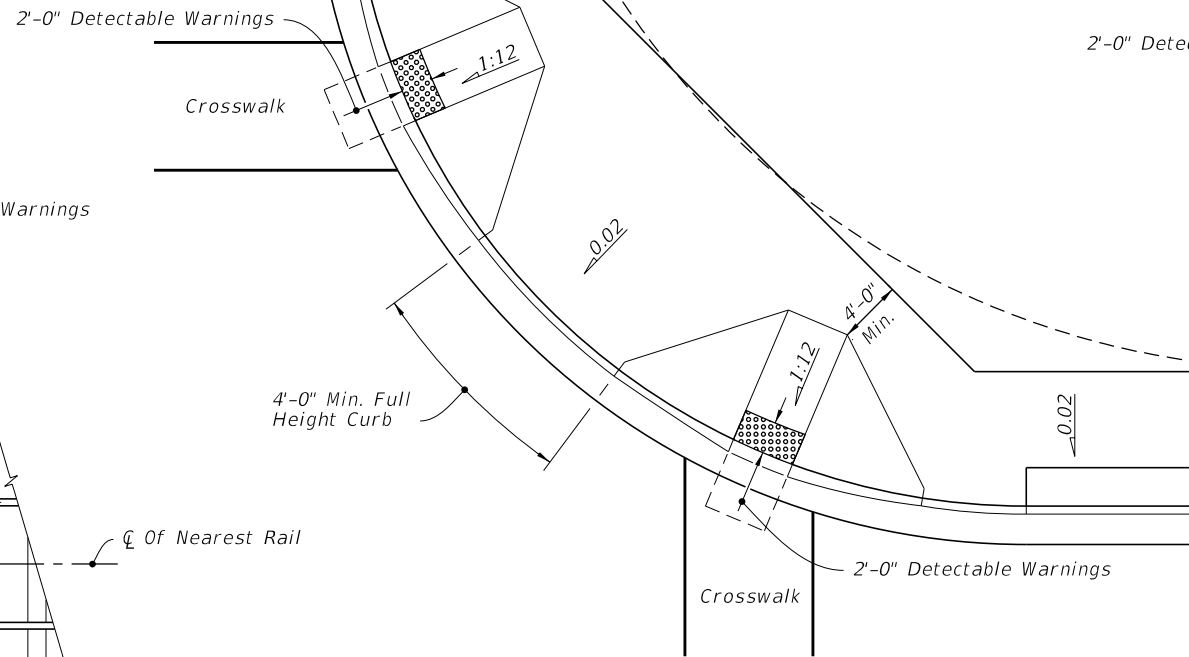 2'-0" Detectable Warnings
2'-0" Dete
1:12
Crosswalk
Warnings
0.02
4'-0"
Min.
1:12
4'-0" Min. Full
Height Curb
0.02
℄ Of Nearest Rail
2'-0" Detectable Warnings
Crosswalk